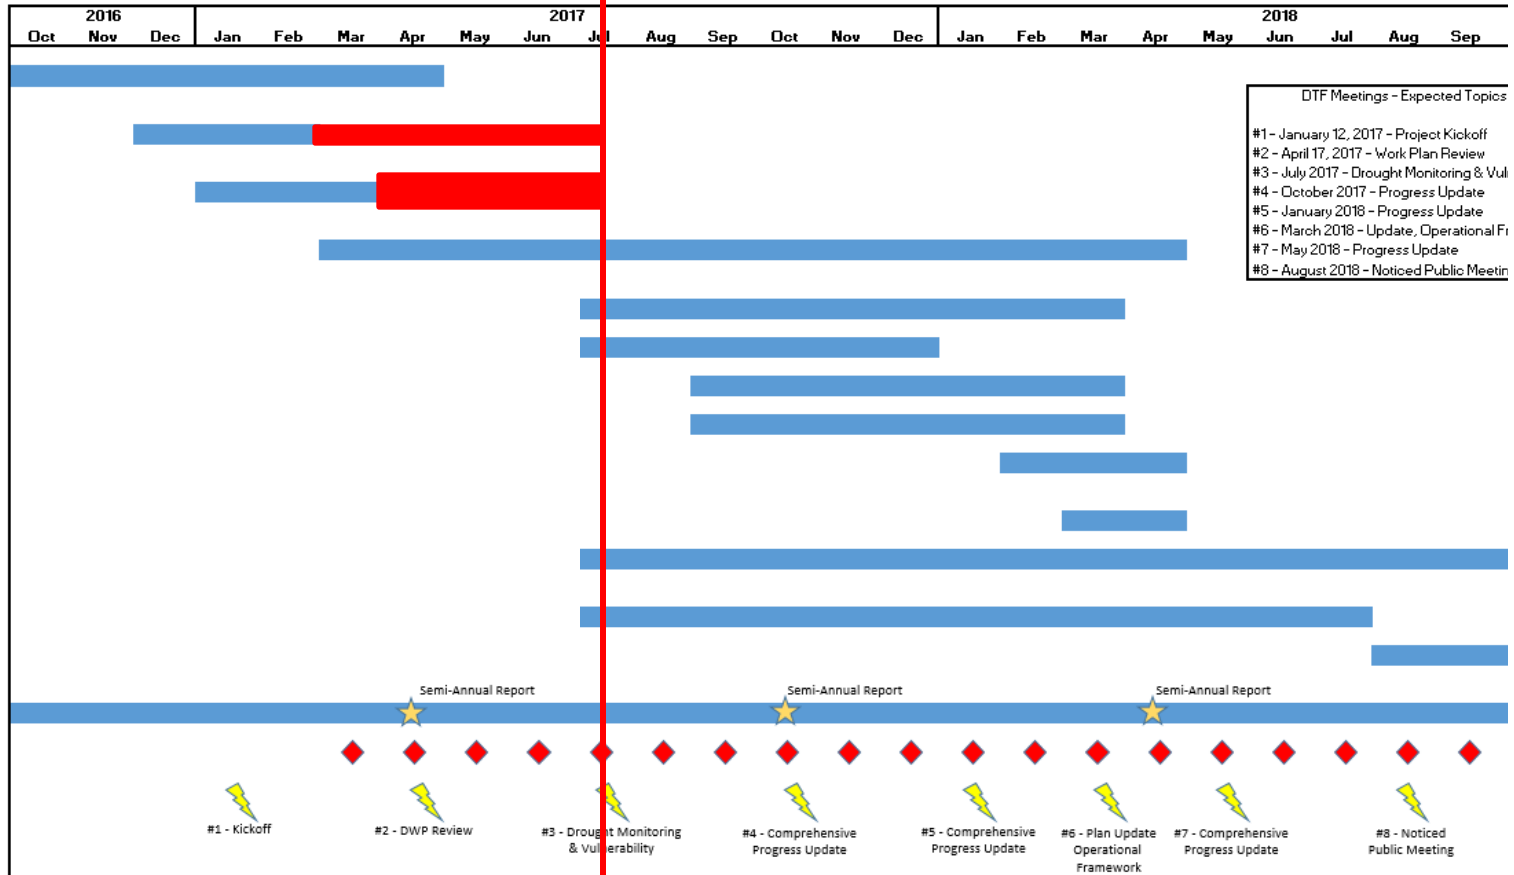 2016 2017 2018
Oct Nov Dec Jan Feb Mar Apr May Jun Jul Aug Sep Oct Nov Dec Jan Feb Mar Apr May Jun Jul Aug Sep
DTF Meetings - Expected Topics
#1 - January 12, 2017 - Project Kickoff
#2 - April 17, 2017 - Work Plan Review
#3 - July 2017 - Drought Monitoring & Vul
#4 - October 2017 - Progress Update
#5 - January 2018 - Progress Update
#6 - March 2018 - Update, Operational Fr
#7 - May 2018 - Progress Update
#8 - August 2018 - Noticed Public Meetin
Semi-Annual Report Semi-Annual Report Semi-Annual Report
#1 - Kickoff
#2 - DWP Review
#3 - Drought Monitoring
& Vulnerability
#4 - Comprehensive
Progress Update
#5 - Comprehensive
Progress Update
#6 - Plan Update
Operational
Framework
#7 - Comprehensive
Progress Update
#8 - Noticed
Public Meeting